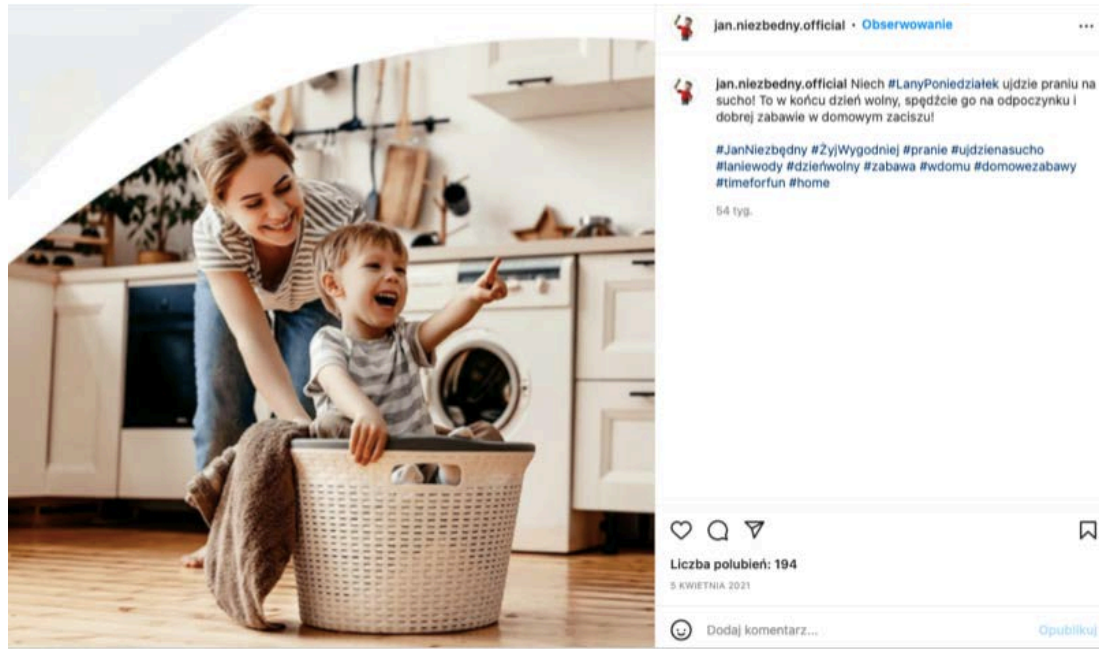 jan.niezbedny.official • Obserwowanie
jan.niezbedny.official Niech #LanyPoniedziałek ujdzie praniu na
sucho! To w końcu dzień wolny, spędźcie go na odpoczynku i
dobrej zabawie w domowym zaciszu!
#JanNiezbędny #ŻyjWygodniej #pranie #ujdzienasucho
#laniewody #dzieńwolny #zabawa #wdomu #domowezabawy
#timeforfun #home
54 tyg.
Liczba polubień: 194
5 KWIETNIA 2021
Dodaj komentarz...
Opublikuj